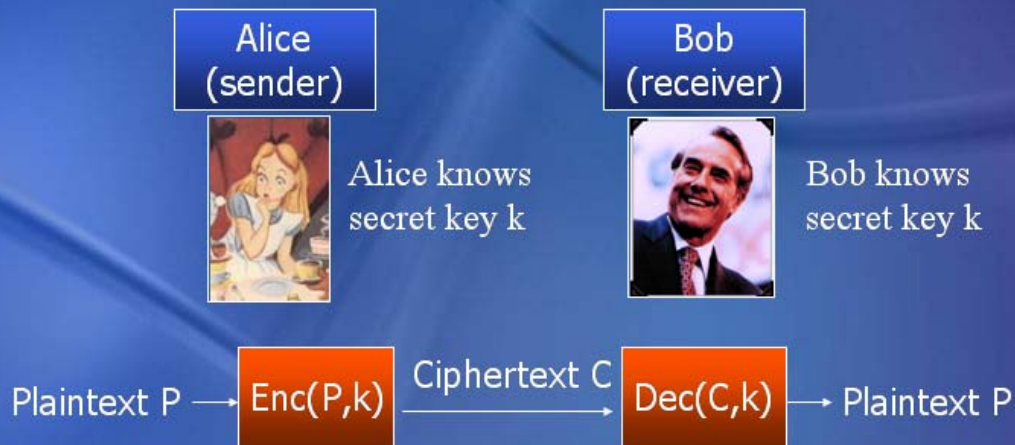 Alice
(sender)
Bob
(receiver)
Alice knows
secret key k
Bob knows
secret key k
Plaintext P
Enc(P,k)
Ciphertext C
Dec(C,k)
Plaintext P